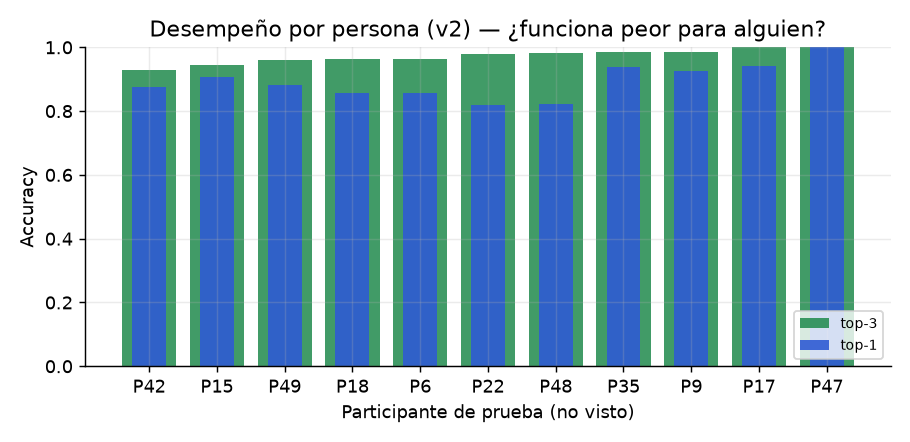 Desempeño por persona (v2) — ¿funciona peor para alguien?
1.0
0.8
0.6
0.4
0.2
0.0
Accuracy
top-3
top-1
P42 P15 P49 P18 P6 P22 P48 P35 P9 P17 P47
Participante de prueba (no visto)